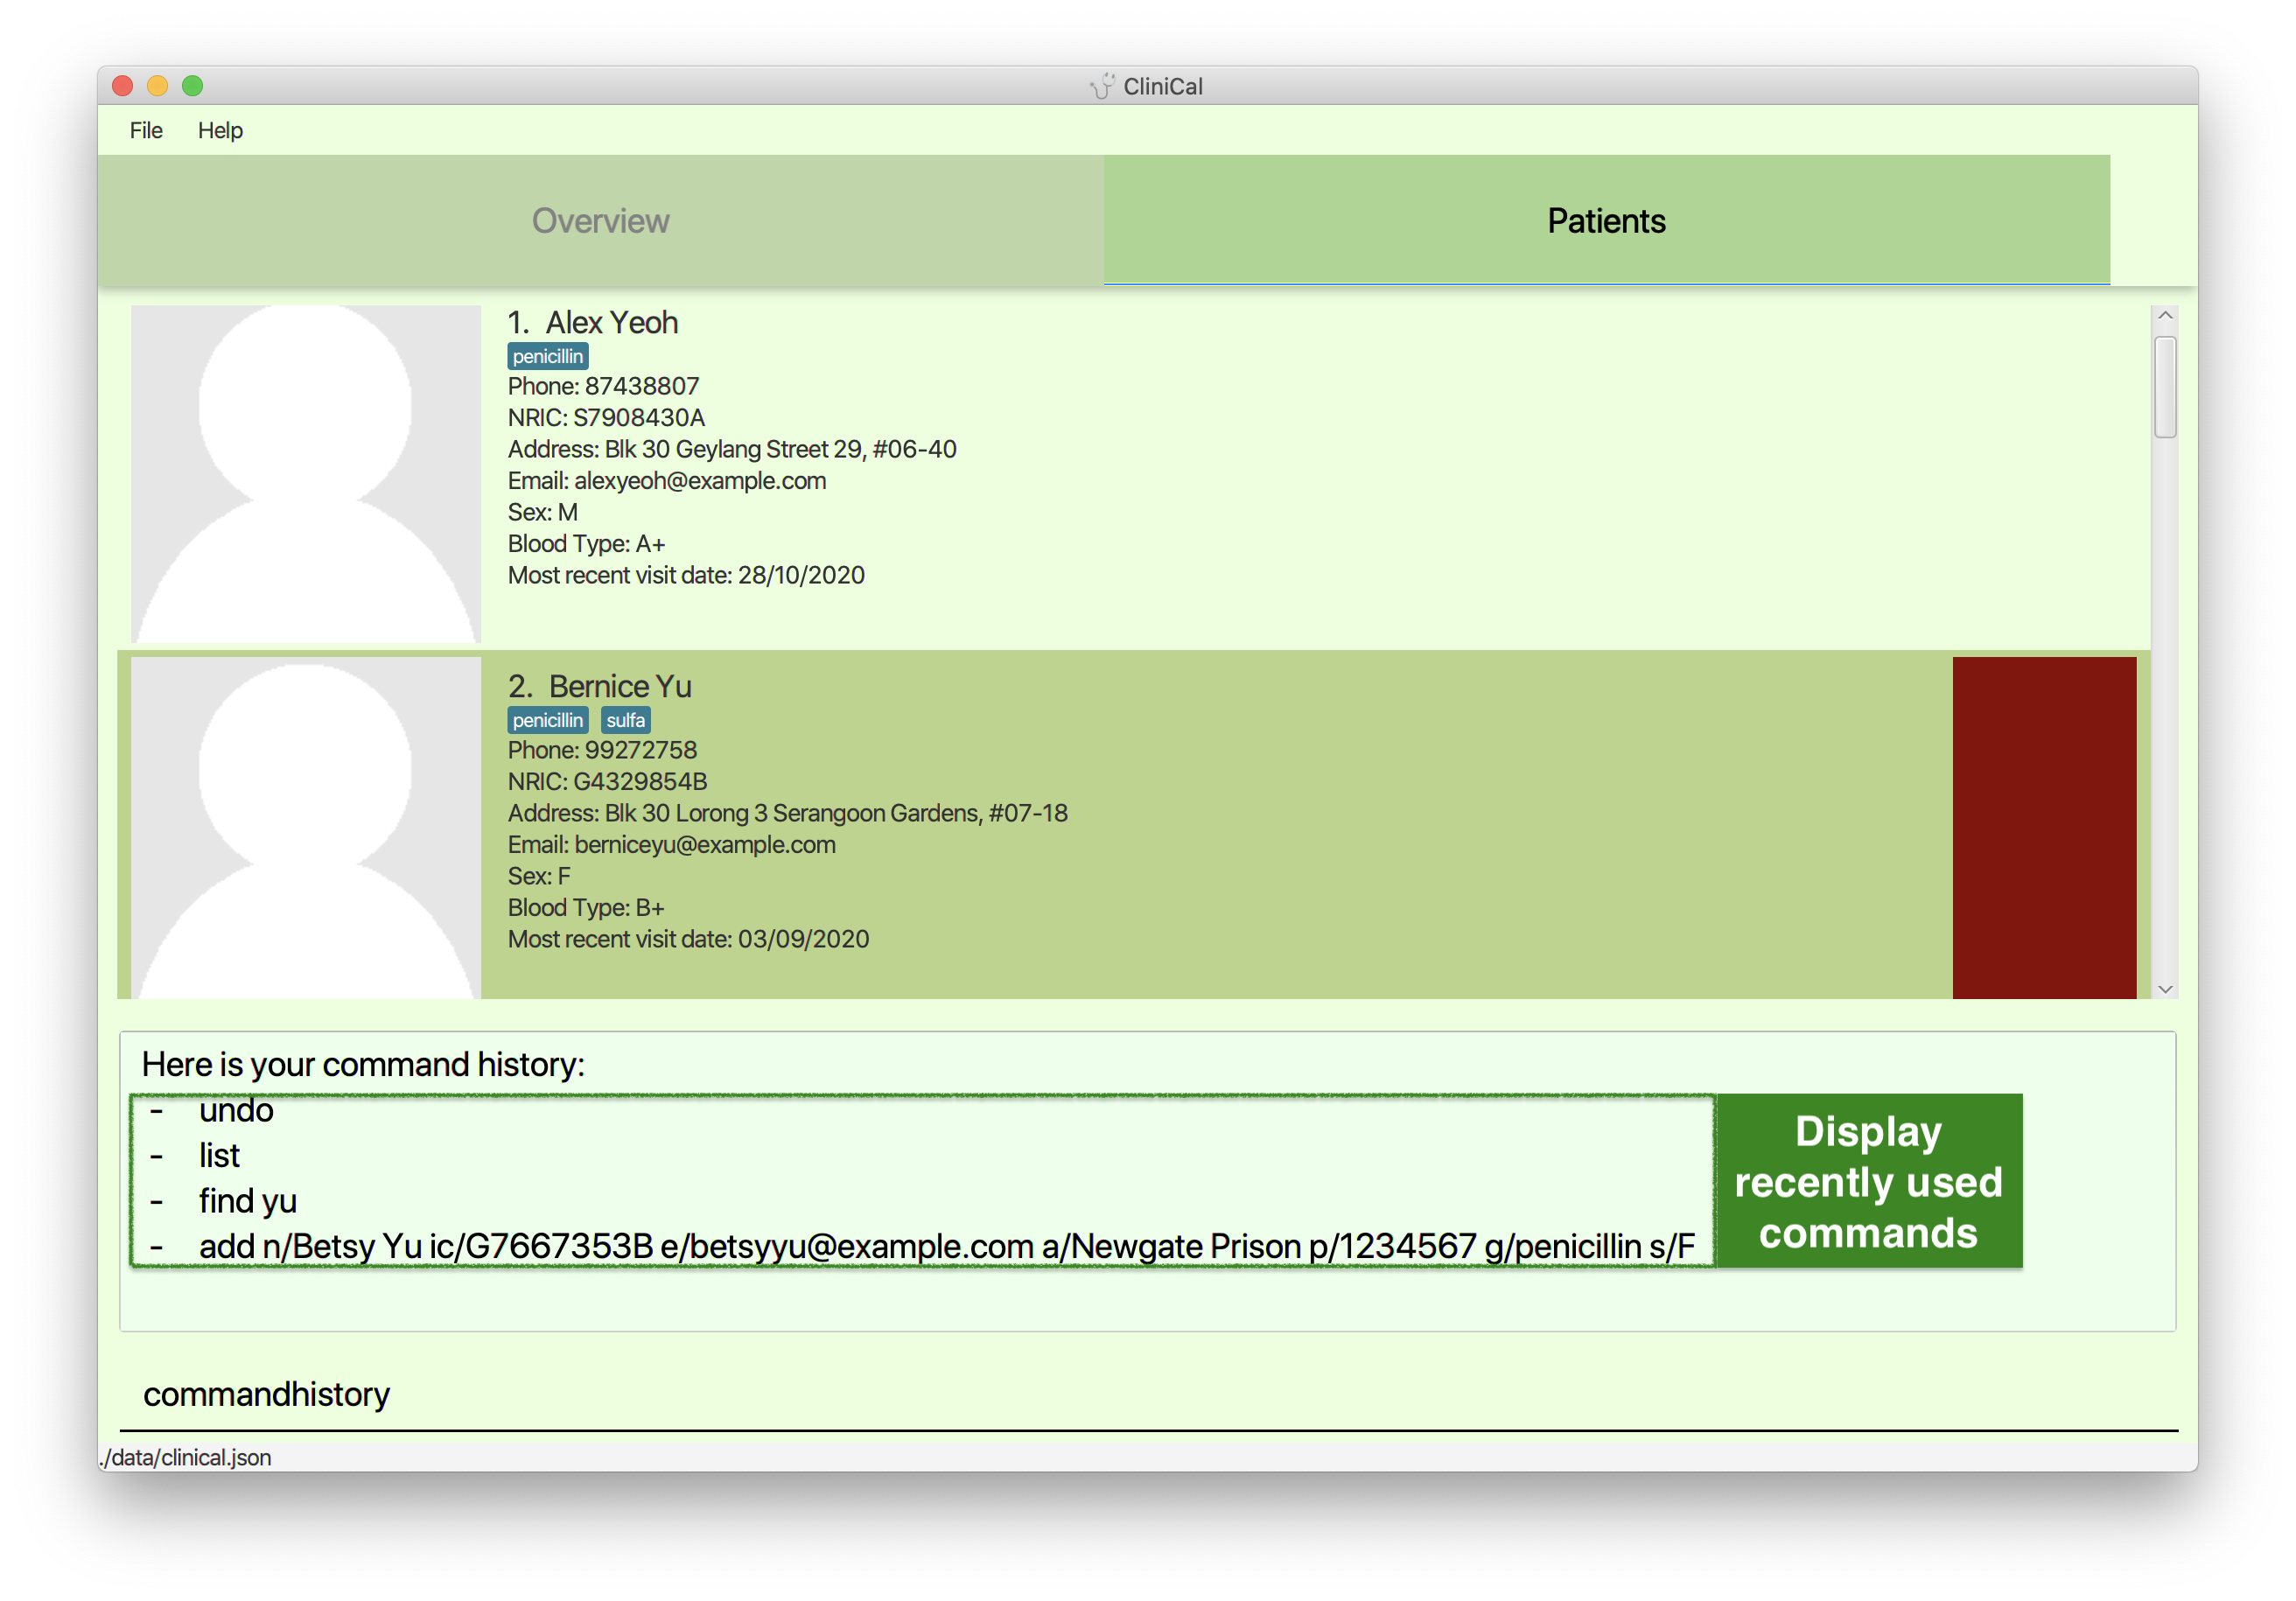 CliniCal
File Help
Overview Patients
1. Alex Yeoh
penicillin
Phone: 87438807
NRIC: S7908430A
Address: Blk 30 Geylang Street 29, #06-40
Email: alexyeoh@example.com
Sex: M
Blood Type: A+
Most recent visit date: 28/10/2020
2. Bernice Yu
penicillin sulfa
Phone: 99272758
NRIC: G4329854B
Address: Blk 30 Lorong 3 Serangoon Gardens, #07-18
Email: berniceyu@example.com
Sex: F
Blood Type: B+
Most recent visit date: 03/09/2020
Here is your command history:
- undo
- list
- find yu
- add n/Betsy Yu ic/G7667353B e/betsyyu@example.com a/Newgate Prison p/1234567 g/penicillin s/F
Display
recently used
commands
commandhistory
./data/clinical.json